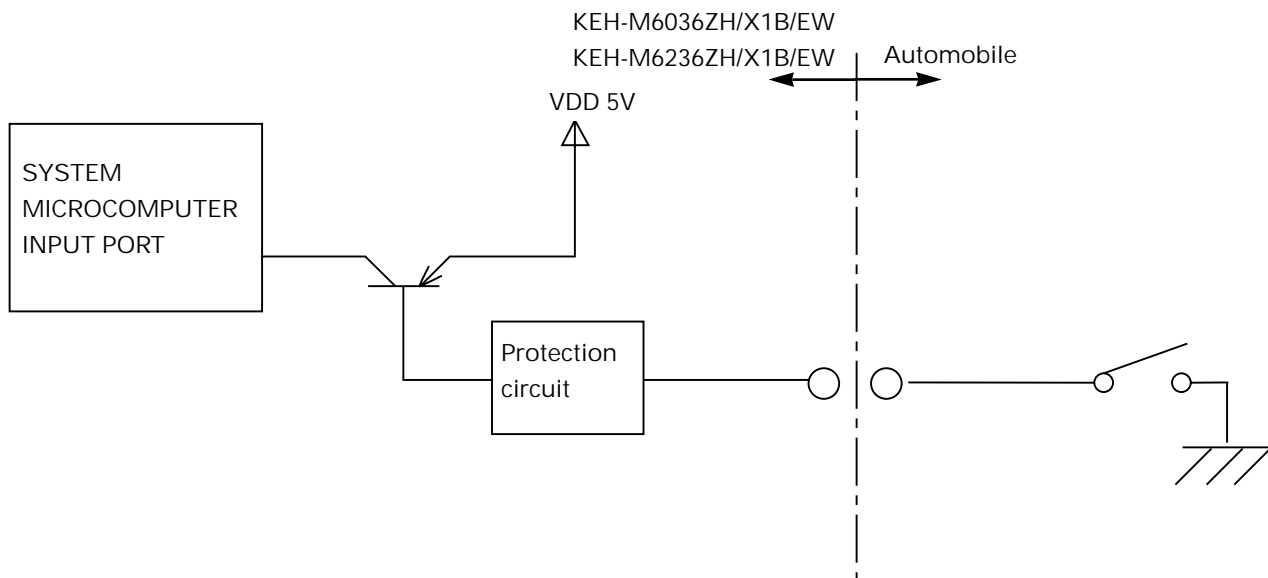 KEH-M6036ZH/X1B/EW
KEH-M6236ZH/X1B/EW
Automobile
VDD 5V
SYSTEM
MICROCOMPUTER
INPUT PORT
Protection
circuit